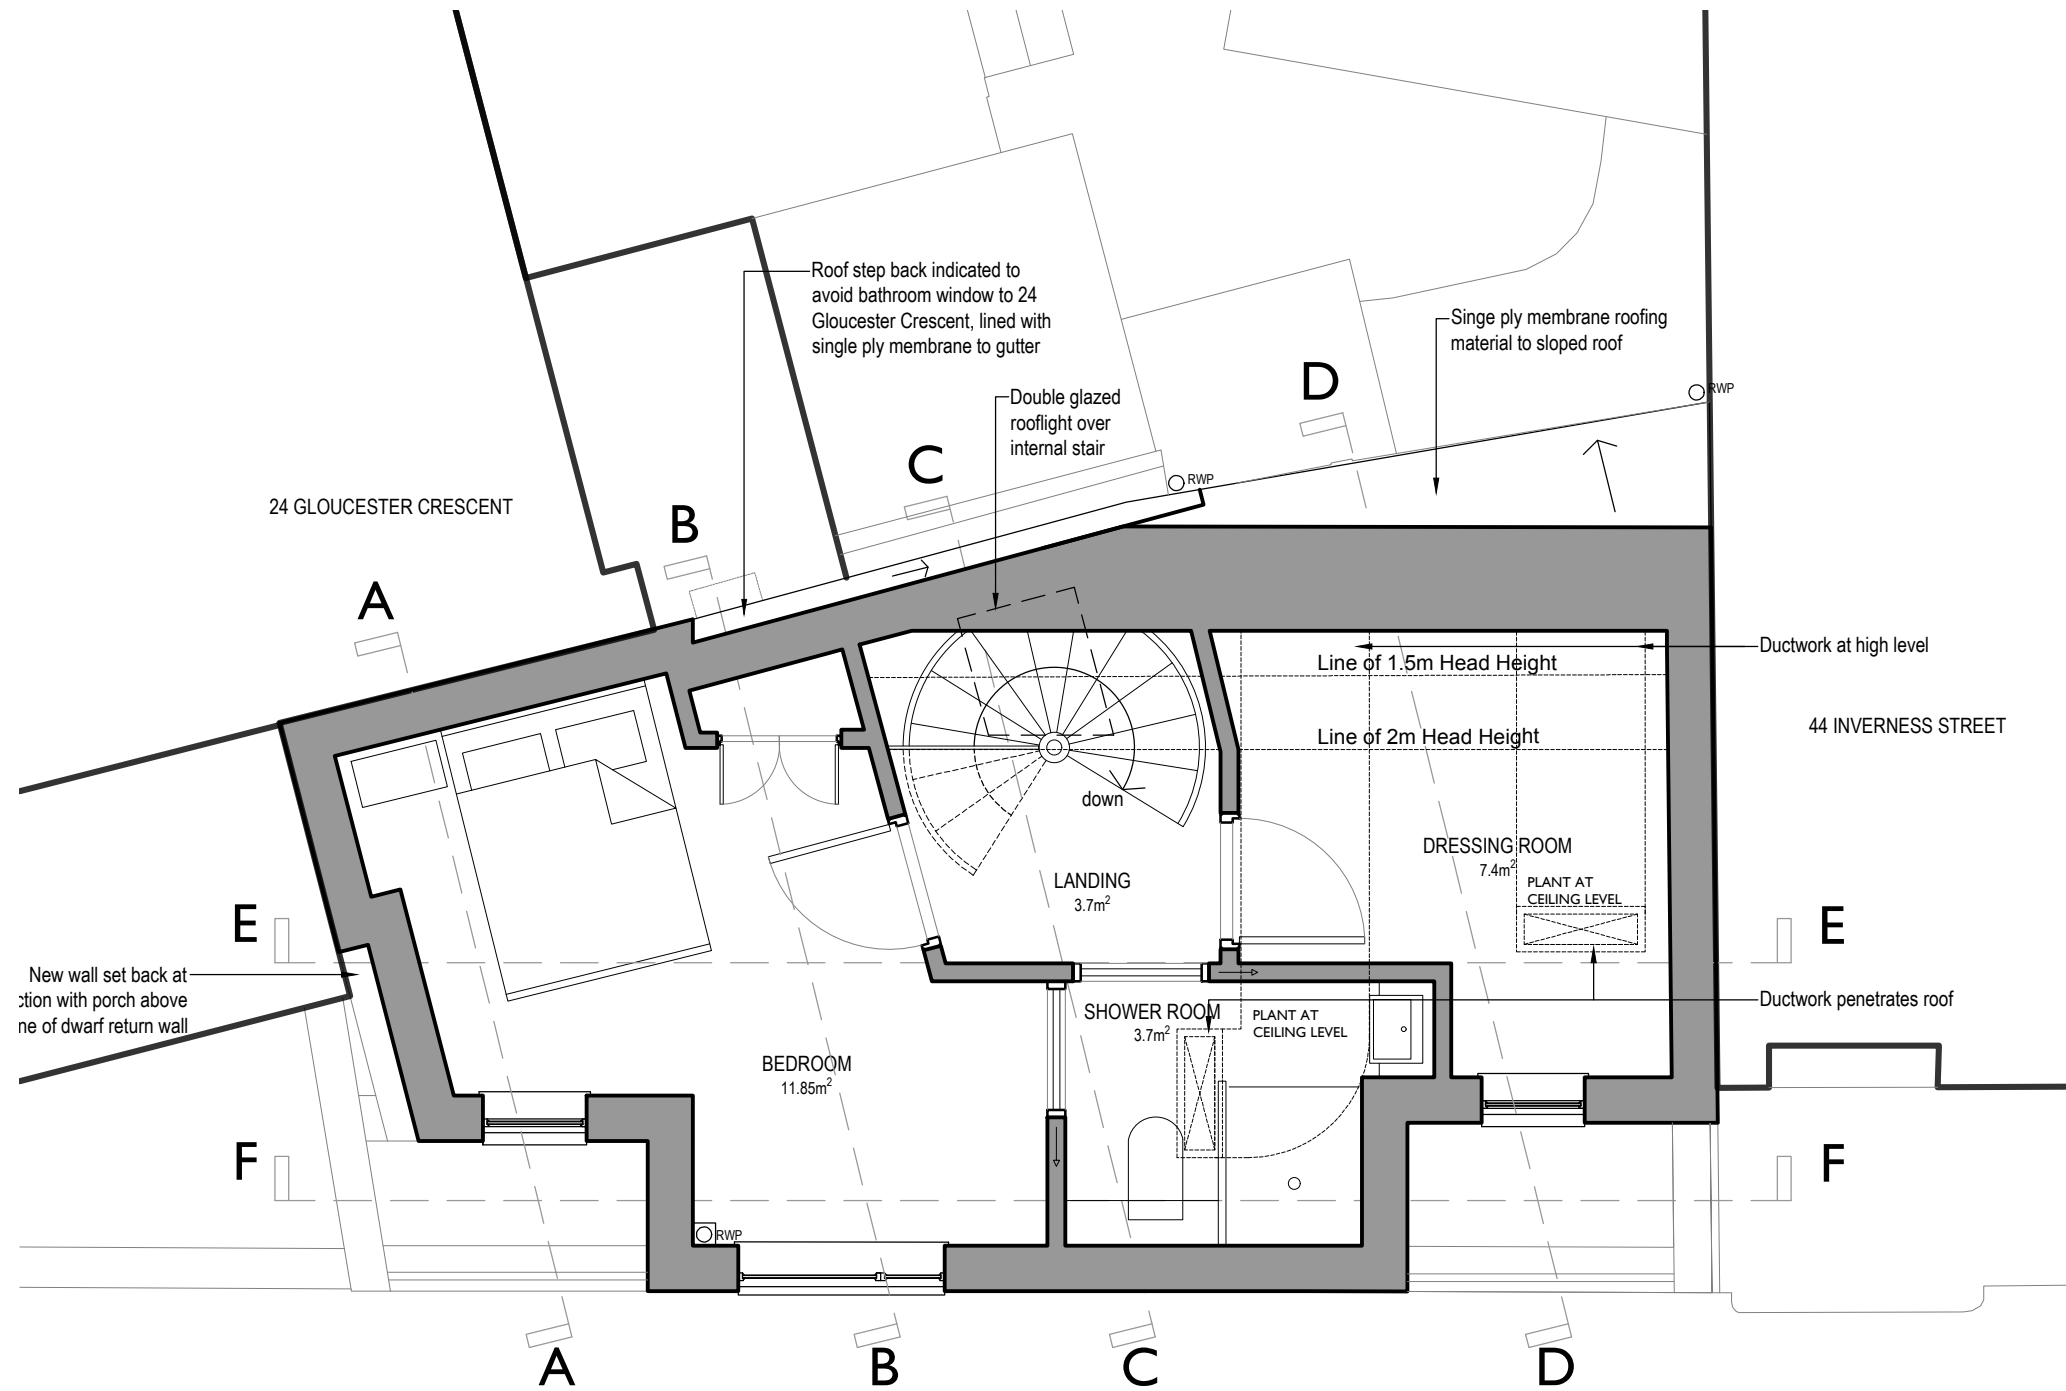 Roof step back indicated to
avoid bathroom window to 24
Gloucester Crescent, lined with
single ply membrane to gutter
Singe ply membrane roofing
material to sloped roof
D
RWP
Double glazed
rooflight over
internal stair
C
RWP
24 GLOUCESTER CRESCENT
B
A
Ductwork at high level
Line of 1.5m Head Height
44 INVERNESS STREET
Line of 2m Head Height
down
DRESSING ROOM
7.4m²
LANDING
3.7m²
PLANT AT
CEILING LEVEL
E
E
New wall set back at
ction with porch above
ne of dwarf return wall
Ductwork penetrates roof
SHOWER ROOM
3.7m²
PLANT AT
CEILING LEVEL
BEDROOM
11.85m²
F
F
RWP
A
B
C
D